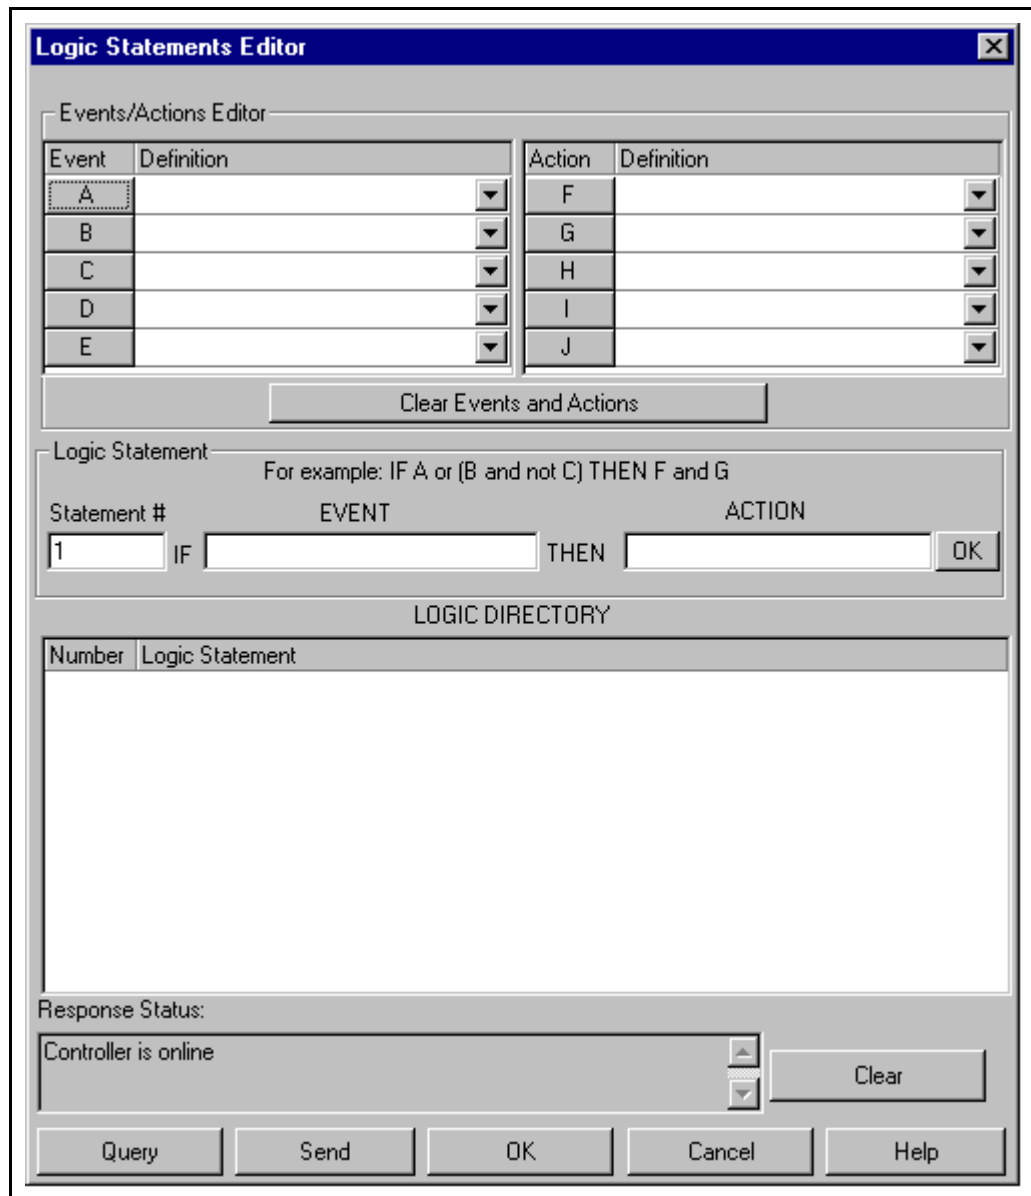 Logic Statements Editor
Events/Actions Editor
Event Definition Action Definition
A F
B G
C H
D I
E J
Clear Events and Actions
Logic Statement
For example: IF A or (B and not C) THEN F and G
Statement # EVENT ACTION
1 IF THEN OK
LOGIC DIRECTORY
Number Logic Statement
Response Status:
Controller is online
Clear
Query Send OK Cancel Help